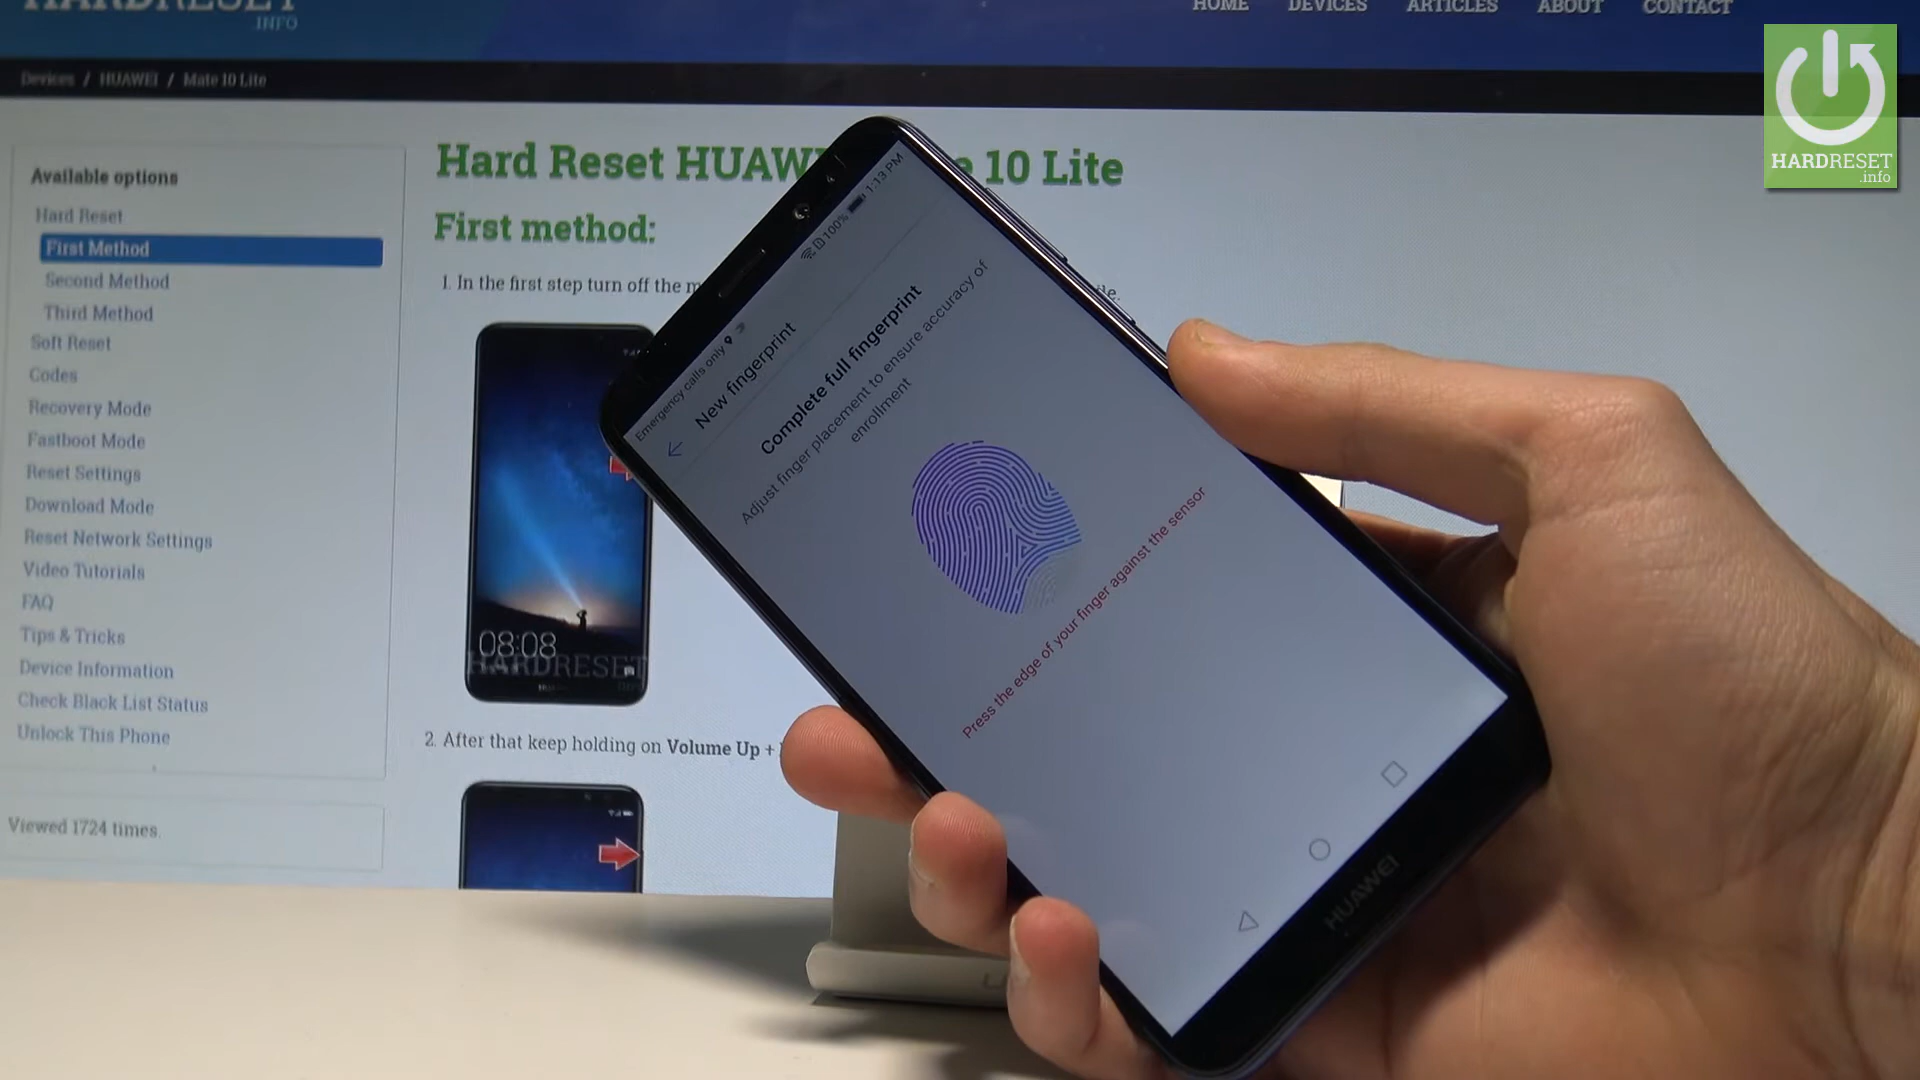 HARDRESET
.INFO
HOME DEVICES ARTICLES ABOUT CONTACT
Devices / HUAWEI / Mate 10 Lite
HARDRESET
.info
Available options
Hard Reset
First Method
Second Method
Third Method
Soft Reset
Codes
Recovery Mode
Fastboot Mode
Reset Settings
Download Mode
Reset Network Settings
Video Tutorials
FAQ
Tips & Tricks
Device Information
Check Black List Status
Unlock This Phone
Viewed 1724 times.
Hard Reset HUAW 10 Lite
First method:
1. In the first step turn off the
08:08
HARDRESET
2. After that keep holding on Volume Up +
Emergency calls only 100% 1:13 PM
New fingerprint
Complete full fingerprint
Adjust finger placement to ensure accuracy of
enrollment
Press the edge of your finger against the sensor
HUAWEI